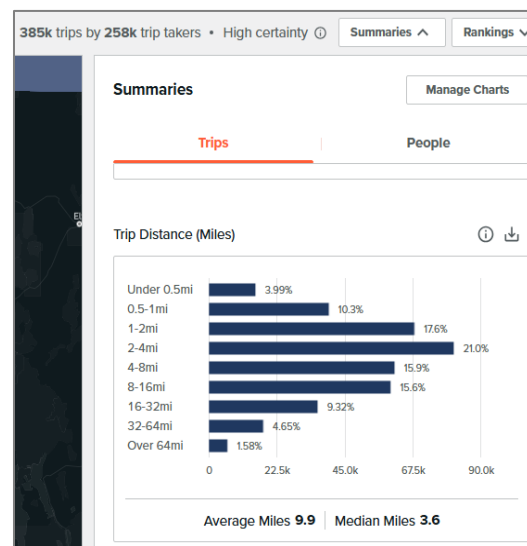 385k trips by 258k trip takers • High certainty
Summaries
Rankings
Summaries
Manage Charts
Trips
People
Trip Distance (Miles)
Under 0.5mi 3.99%
0.5-1mi 10.3%
1-2mi 17.6%
2-4mi 21.0%
4-8mi 15.9%
8-16mi 15.6%
16-32mi 9.32%
32-64mi 4.65%
Over 64mi 1.58%
0 22.5k 45.0k 67.5k 90.0k
Average Miles 9.9 Median Miles 3.6